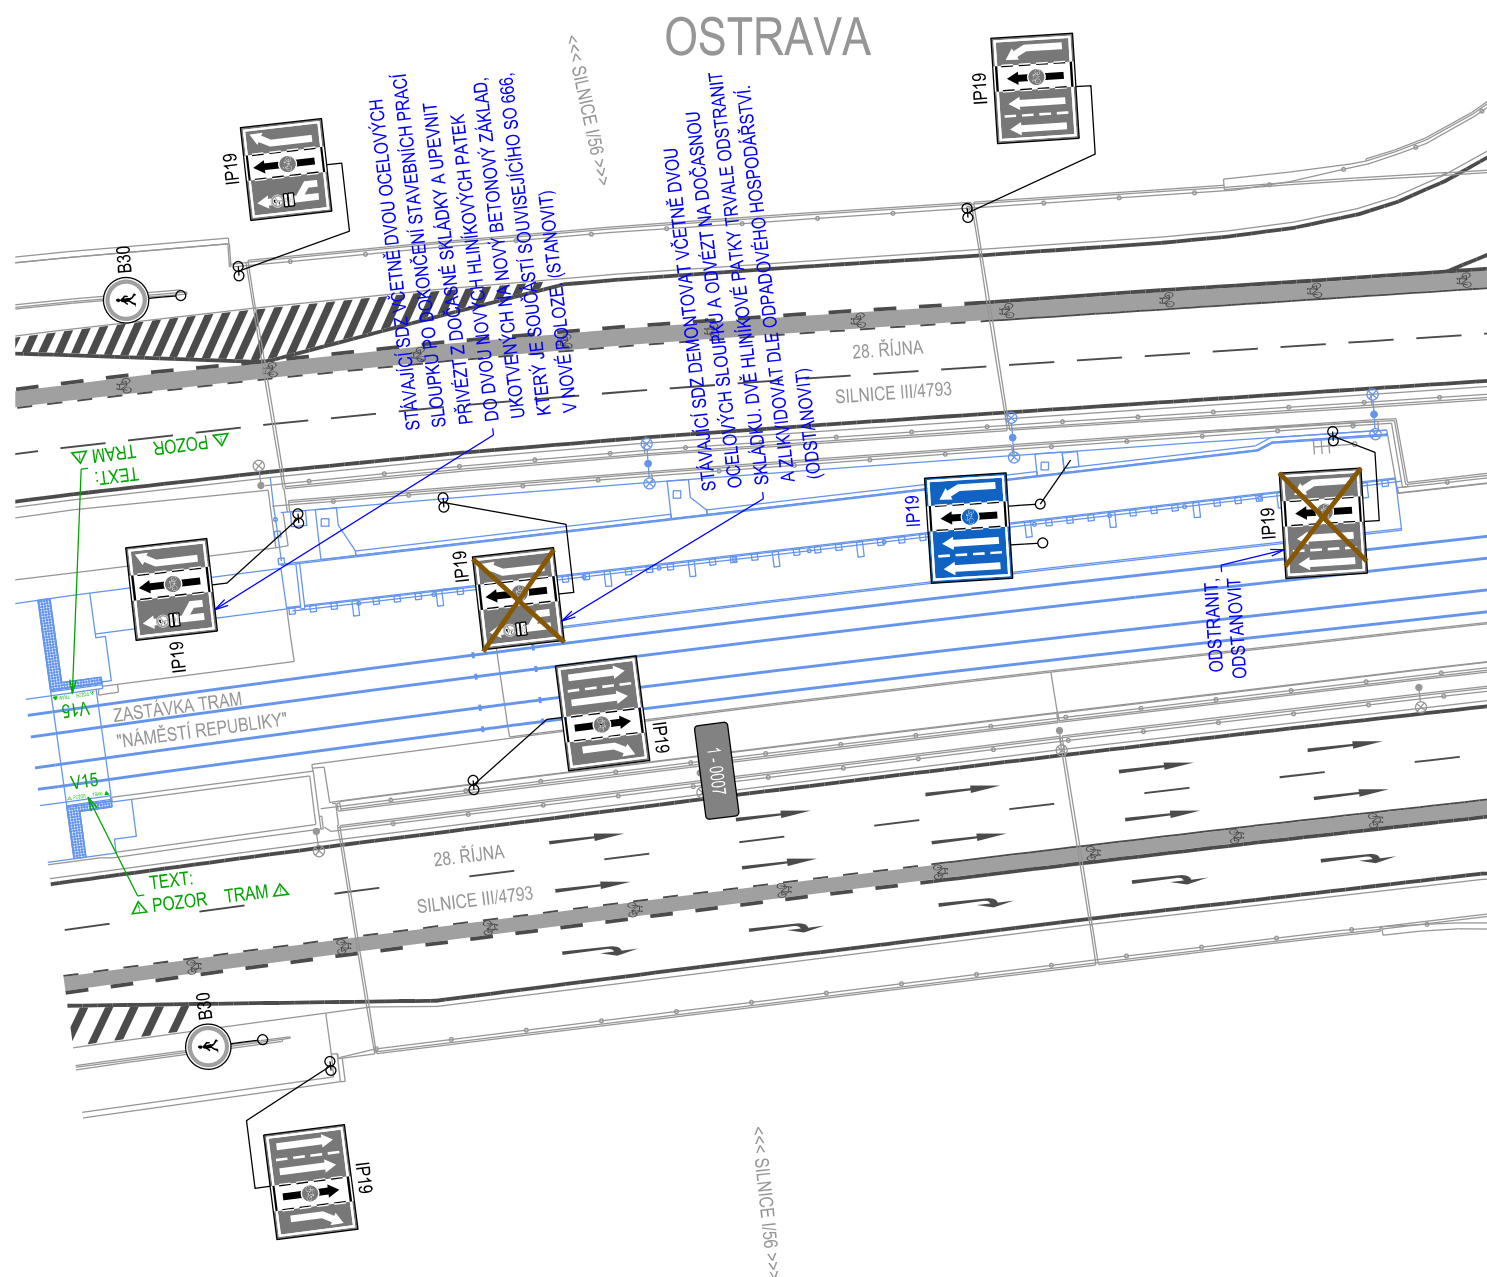 OSTRAVA
<<< SILNICE I/56 >>>
IP19
IP19
B30
STÁVAJÍCÍ SDZ VČETNĚ DVOU OCELOVÝCH
SLOUPKŮ PO DOKONČENÍ STAVEBNÍCH PRACÍ
PŘIVÉZT Z DOČASNÉ SKLÁDKY A UPEVNIT
DO DVOU NOVÝCH HLINÍKOVÝCH PATEK
UKOTVENÝCH NA NOVÝ BETONOVÝ ZÁKLAD,
KTERÝ JE SOUČÁSTÍ SOUVISEJÍCÍHO SO 666,
V NOVÉ POLOZE. (STANOVIT)
STÁVAJÍCÍ SDZ DEMONTOVAT VČETNĚ DVOU
OCELOVÝCH SLOUPKŮ A ODVÉZT NA DOČASNOU
SKLÁDKU. DVĚ HLINÍKOVÉ PATKY TRVALE ODSTRANIT
A ZLIKVIDOVAT DLE ODPADOVÉHO HOSPODÁŘSTVÍ.
(ODSTANOVIT)
28. ŘÍJNA
SILNICE III/4793
TEXT:
POZOR TRAM
IP19
IP19
IP19
IP19
ODSTRANIT,
ODSTANOVIT
V15
ZASTÁVKA TRAM
"NÁMĚSTÍ REPUBLIKY"
IP19
1 - 0007
V15
28. ŘÍJNA
SILNICE III/4793
TEXT:
POZOR TRAM
B30
IP19
<<< SILNICE I/56 >>>